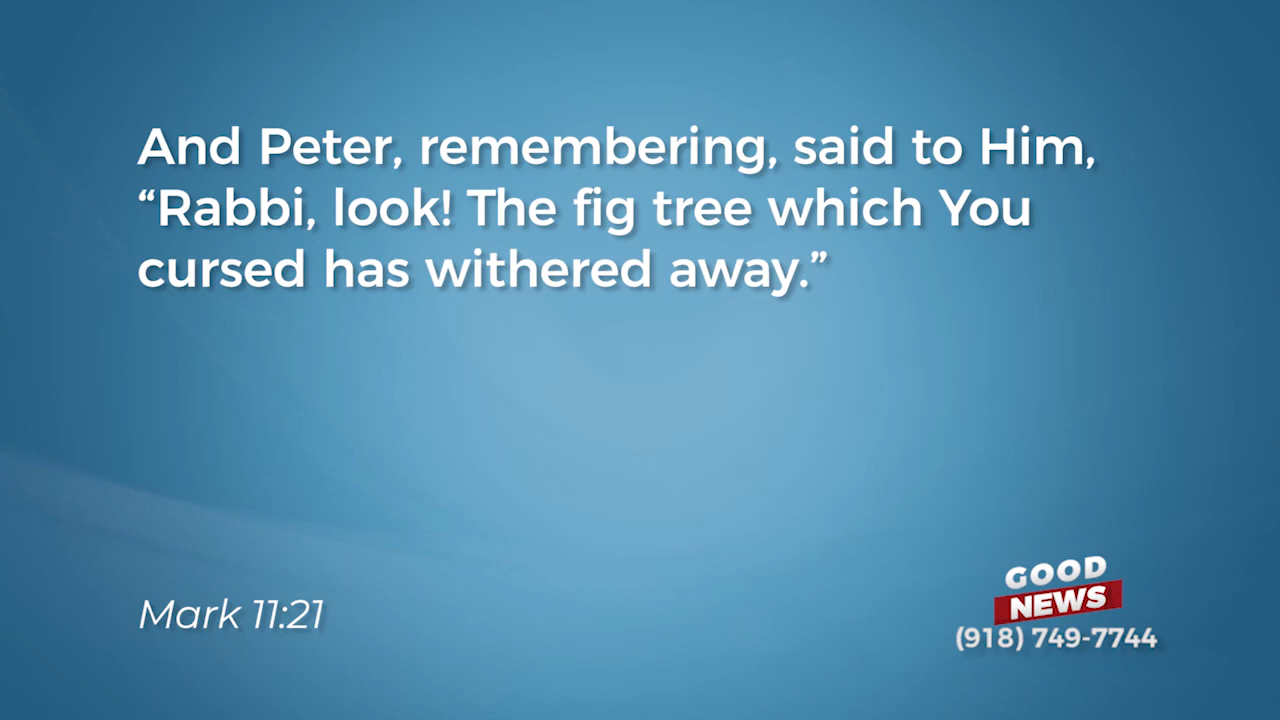 And Peter, remembering, said to Him,
“Rabbi, look! The fig tree which You
cursed has withered away.”
Mark 11:21
GOOD
NEWS
(918) 749-7744